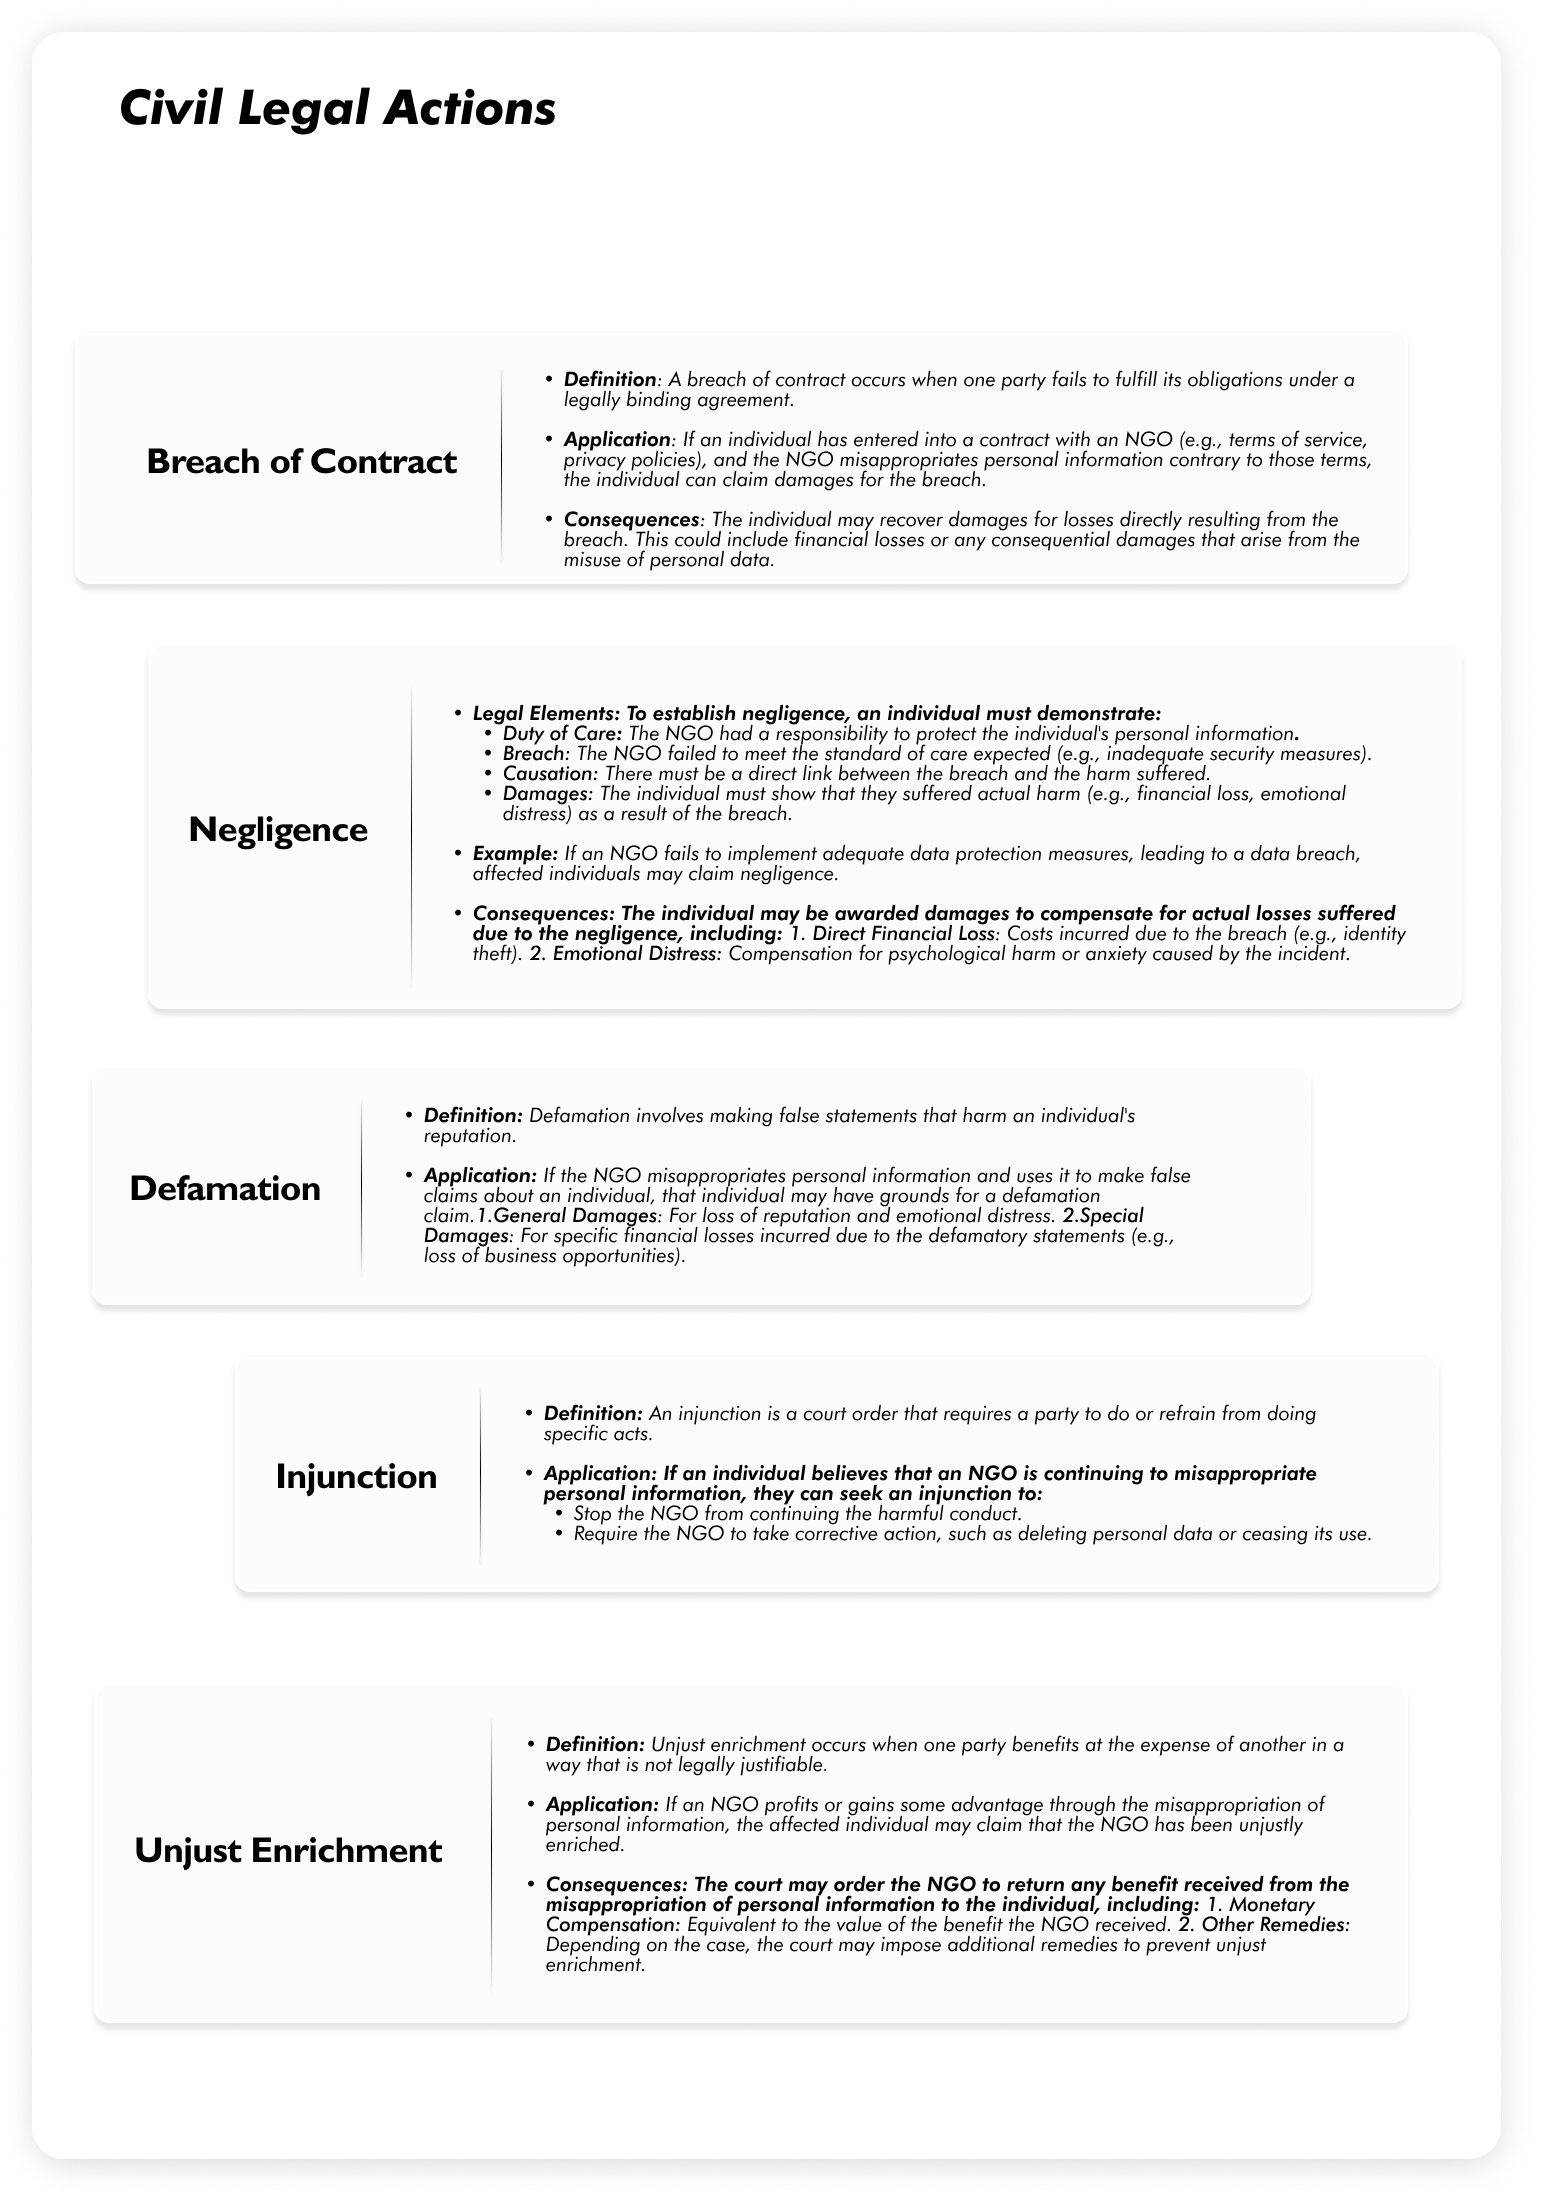 Civil Legal Actions
Breach of Contract
• Definition: A breach of contract occurs when one party fails to fulfill its obligations under a
legally binding agreement.
• Application: If an individual has entered into a contract with an NGO (e.g., terms of service,
privacy policies), and the NGO misappropriates personal information contrary to those terms,
the individual can claim damages for the breach.
• Consequences: The individual may recover damages for losses directly resulting from the
breach. This could include financial losses or any consequential damages that arise from the
misuse of personal data.
Negligence
• Legal Elements: To establish negligence, an individual must demonstrate:
• Duty of Care: The NGO had a responsibility to protect the individual's personal information.
• Breach: The NGO failed to meet the standard of care expected (e.g., inadequate security measures).
• Causation: There must be a direct link between the breach and the harm suffered.
• Damages: The individual must show that they suffered actual harm (e.g., financial loss, emotional
distress) as a result of the breach.
• Example: If an NGO fails to implement adequate data protection measures, leading to a data breach,
affected individuals may claim negligence.
• Consequences: The individual may be awarded damages to compensate for actual losses suffered
due to the negligence, including: 1. Direct Financial Loss: Costs incurred due to the breach (e.g., identity
theft). 2. Emotional Distress: Compensation for psychological harm or anxiety caused by the incident.
Defamation
• Definition: Defamation involves making false statements that harm an individual's
reputation.
• Application: If the NGO misappropriates personal information and uses it to make false
claims about an individual, that individual may have grounds for a defamation
claim.1.General Damages: For loss of reputation and emotional distress. 2.Special
Damages: For specific financial losses incurred due to the defamatory statements (e.g.,
loss of business opportunities).
Injunction
• Definition: An injunction is a court order that requires a party to do or refrain from doing
specific acts.
• Application: If an individual believes that an NGO is continuing to misappropriate
personal information, they can seek an injunction to:
• Stop the NGO from continuing the harmful conduct.
• Require the NGO to take corrective action, such as deleting personal data or ceasing its use.
Unjust Enrichment
• Definition: Unjust enrichment occurs when one party benefits at the expense of another in a
way that is not legally justifiable.
• Application: If an NGO profits or gains some advantage through the misappropriation of
personal information, the affected individual may claim that the NGO has been unjustly
enriched.
• Consequences: The court may order the NGO to return any benefit received from the
misappropriation of personal information to the individual, including: 1. Monetary
Compensation: Equivalent to the value of the benefit the NGO received. 2. Other Remedies:
Depending on the case, the court may impose additional remedies to prevent unjust
enrichment.